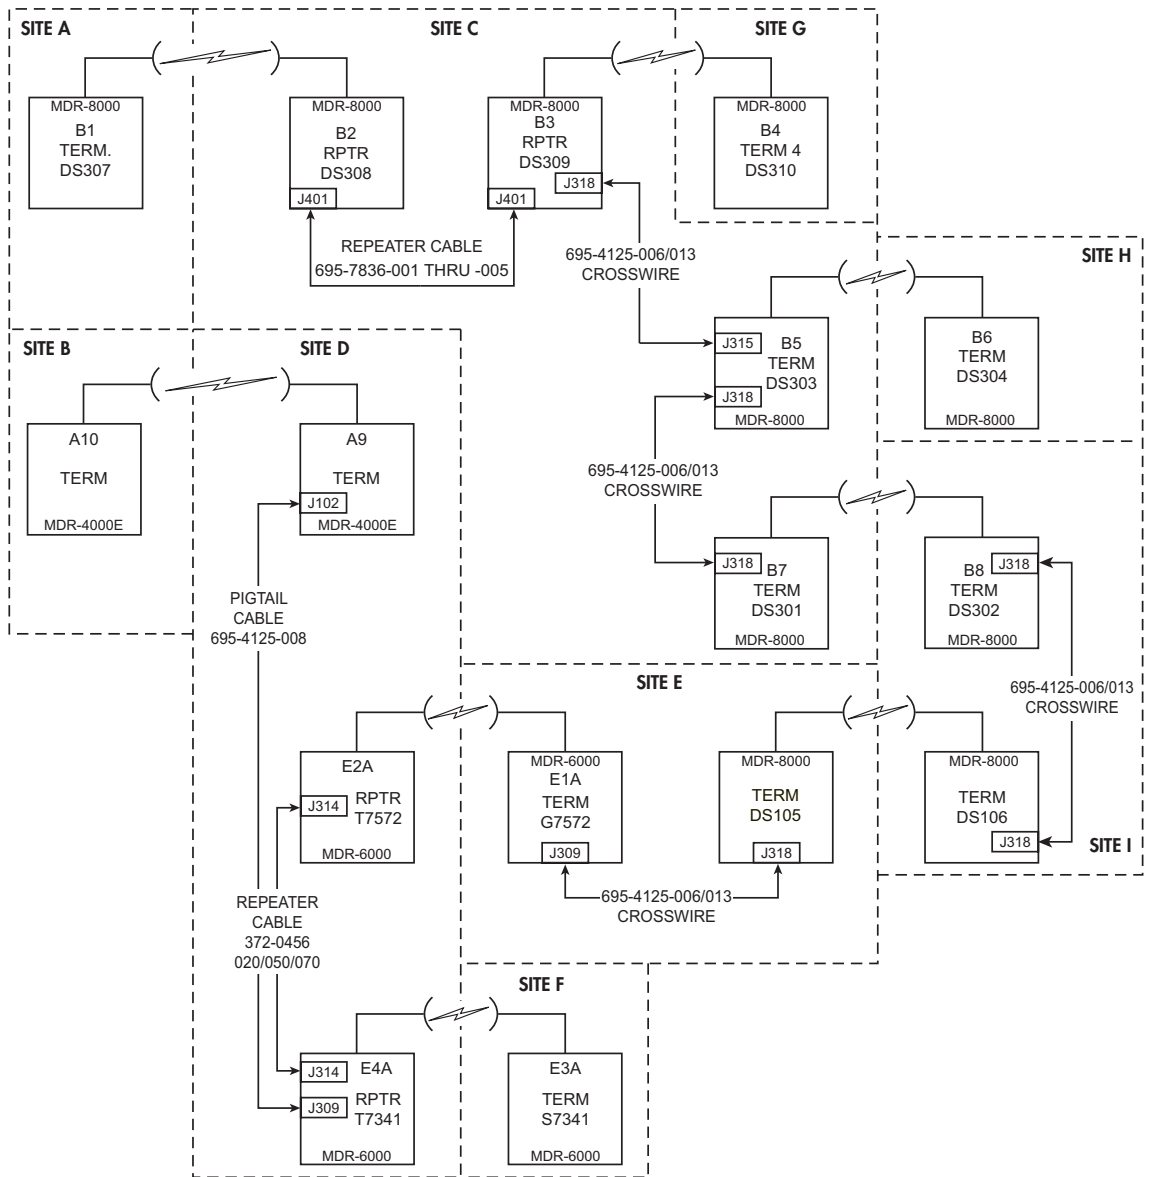 SITE A
SITE C
SITE G
MDR-8000
B1
TERM.
DS307
MDR-8000
B2
RPTR
DS308
J401
MDR-8000
B3
RPTR
DS309
J318
J401
MDR-8000
B4
TERM 4
DS310
REPEATER CABLE
695-7836-001 THRU -005
695-4125-006/013
CROSSWIRE
SITE H
J315
B5
TERM
DS303
J318
MDR-8000
B6
TERM
DS304
MDR-8000
SITE B
SITE D
A10
TERM
MDR-4000E
A9
TERM
J102
MDR-4000E
695-4125-006/013
CROSSWIRE
J318
B7
TERM
DS301
MDR-8000
J318
B8
TERM
DS302
MDR-8000
PIGTAIL
CABLE
695-4125-008
SITE E
695-4125-006/013
CROSSWIRE
E2A
J314
RPTR
T7572
MDR-6000
MDR-6000
E1A
TERM
G7572
J309
MDR-8000
TERM
DS105
J318
MDR-8000
TERM
DS106
J318
SITE I
695-4125-006/013
CROSSWIRE
REPEATER
CABLE
372-0456
020/050/070
SITE F
J314
E4A
J309
RPTR
T7341
MDR-6000
E3A
TERM
S7341
MDR-6000